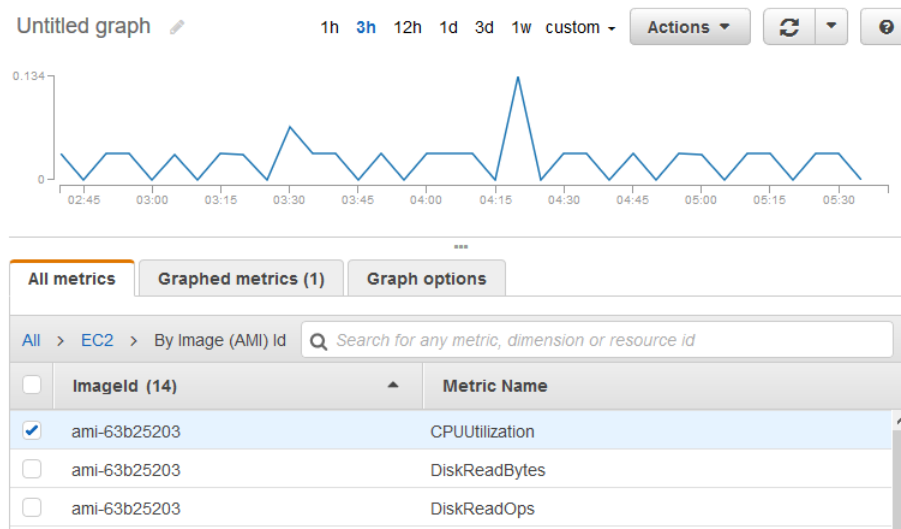 Untitled graph 1h 3h 12h 1d 3d 1w custom Actions
0.134
0
02:45 03:00 03:15 03:30 03:45 04:00 04:15 04:30 04:45 05:00 05:15 05:30
All metrics Graphed metrics (1) Graph options
All > EC2 > By Image (AMI) Id Search for any metric, dimension or resource id
ImageId (14) Metric Name
ami-63b25203 CPUUtilization
ami-63b25203 DiskReadBytes
ami-63b25203 DiskReadOps